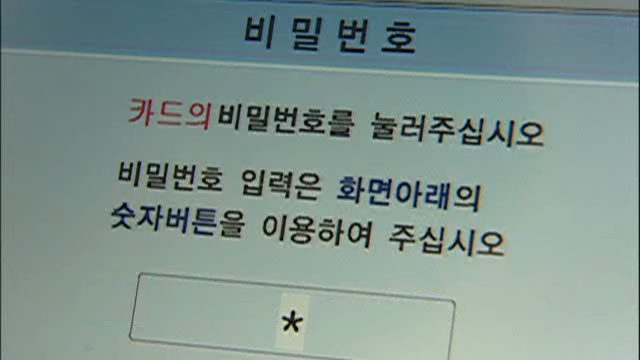 비밀번호
카드의 비밀번호를 눌러주십시오
비밀번호 입력은 화면아래의
숫자버튼을 이용하여 주십시오
*